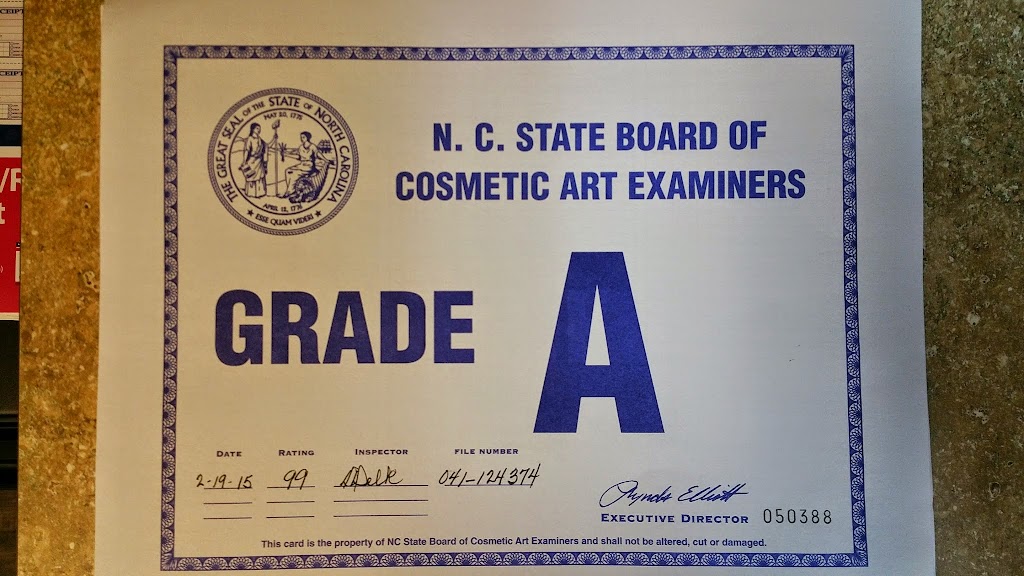 THE GREAT SEAL OF THE STATE OF NORTH CAROLINA
MAY 20, 1775
APRIL 12, 1776
★ ESSE QUAM VIDERI ★
N. C. STATE BOARD OF
COSMETIC ART EXAMINERS
GRADE A
DATE RATING INSPECTOR FILE NUMBER
2-19-15 99 041-124374
Lynda Elliott
EXECUTIVE DIRECTOR 050388
This card is the property of NC State Board of Cosmetic Art Examiners and shall not be altered, cut or damaged.